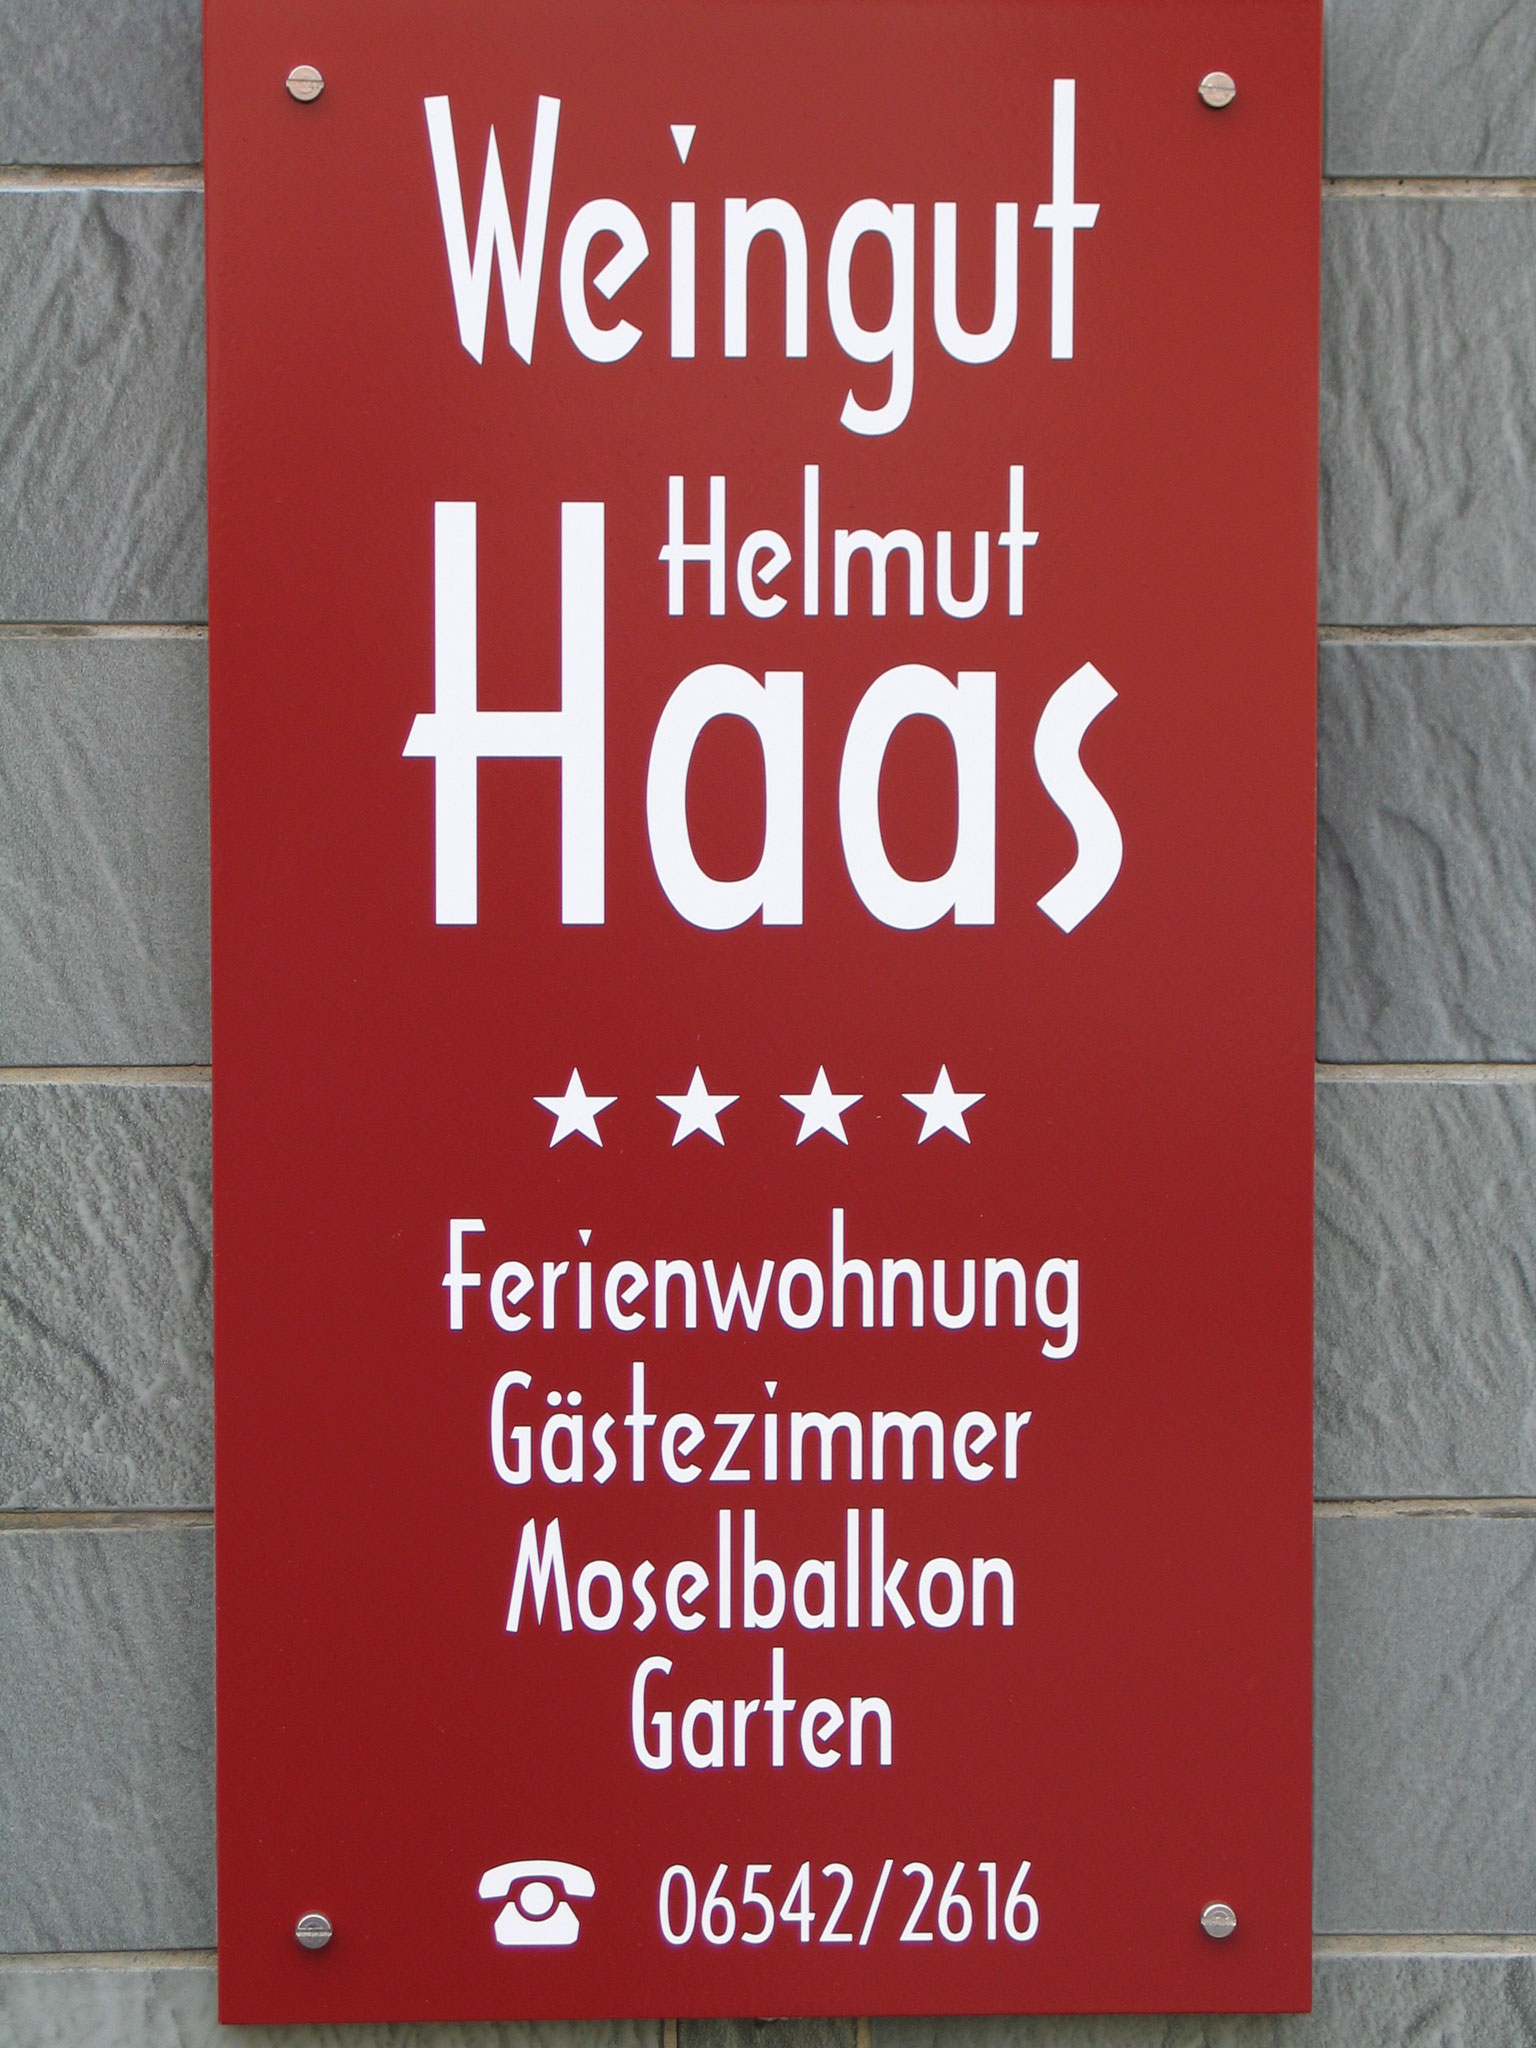 Weingut
Helmut
Haas
★ ★ ★ ★
Ferienwohnung
Gästezimmer
Moselbalkon
Garten
06542/2616